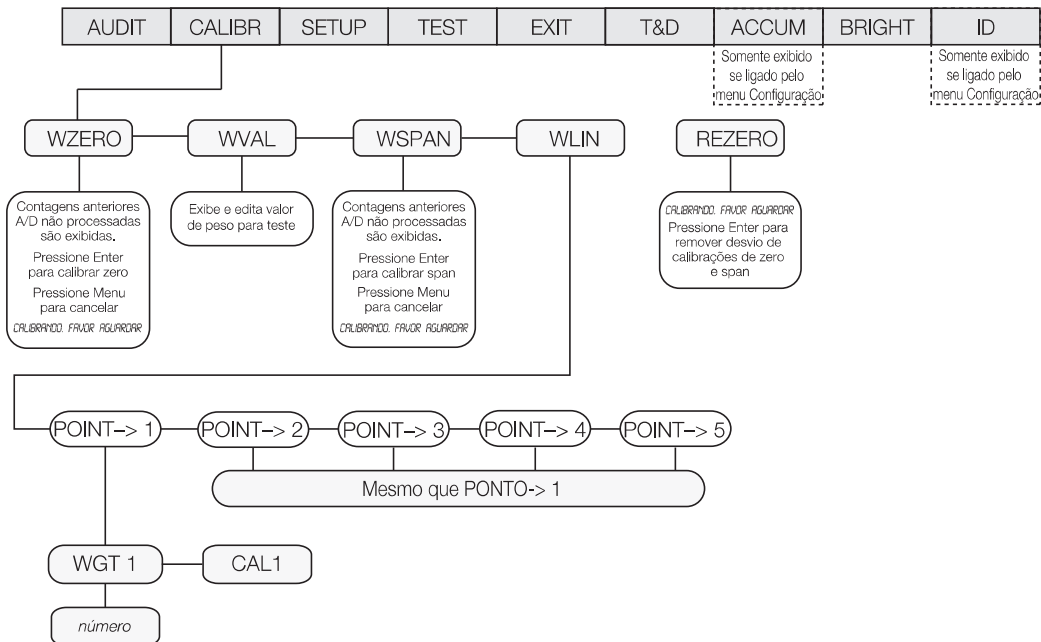 AUDIT CALIBR SETUP TEST EXIT T&D ACCUM BRIGHT ID
Somente exibido
se ligado pelo
menu Configuração
Somente exibido
se ligado pelo
menu Configuração
WZERO WVAL WSPAN WLIN REZERO
Contagens anteriores
A/D não processadas
são exibidas.
Pressione Enter
para calibrar zero
Pressione Menu
para cancelar
CALIBRANDO. FAVOR AGUARDAR
Exibe e edita valor
de peso para teste
Contagens anteriores
A/D não processadas
são exibidas.
Pressione Enter
para calibrar span
Pressione Menu
para cancelar
CALIBRANDO. FAVOR AGUARDAR
CALIBRANDO. FAVOR AGUARDAR
Pressione Enter para
remover desvio de
calibrações de zero
e span
POINT–> 1 POINT–> 2 POINT–> 3 POINT–> 4 POINT–> 5
Mesmo que PONTO-> 1
WGT 1 CAL1
número